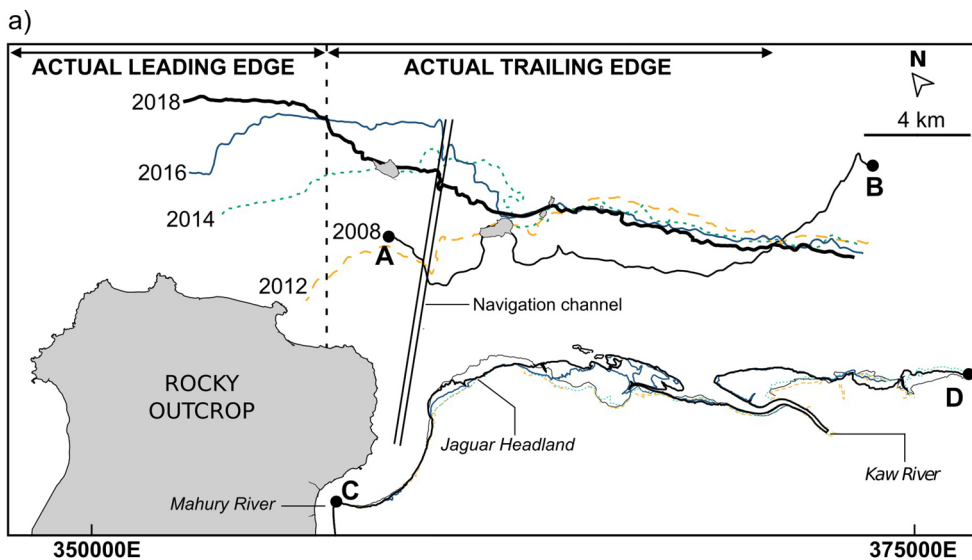 a)
ACTUAL LEADING EDGE
ACTUAL TRAILING EDGE
N
4 km
2018
2016
B
2014
2008
A
2012
Navigation channel
ROCKY
OUTCROP
D
Jaguar Headland
Kaw River
C
Mahury River
350000E
375000E